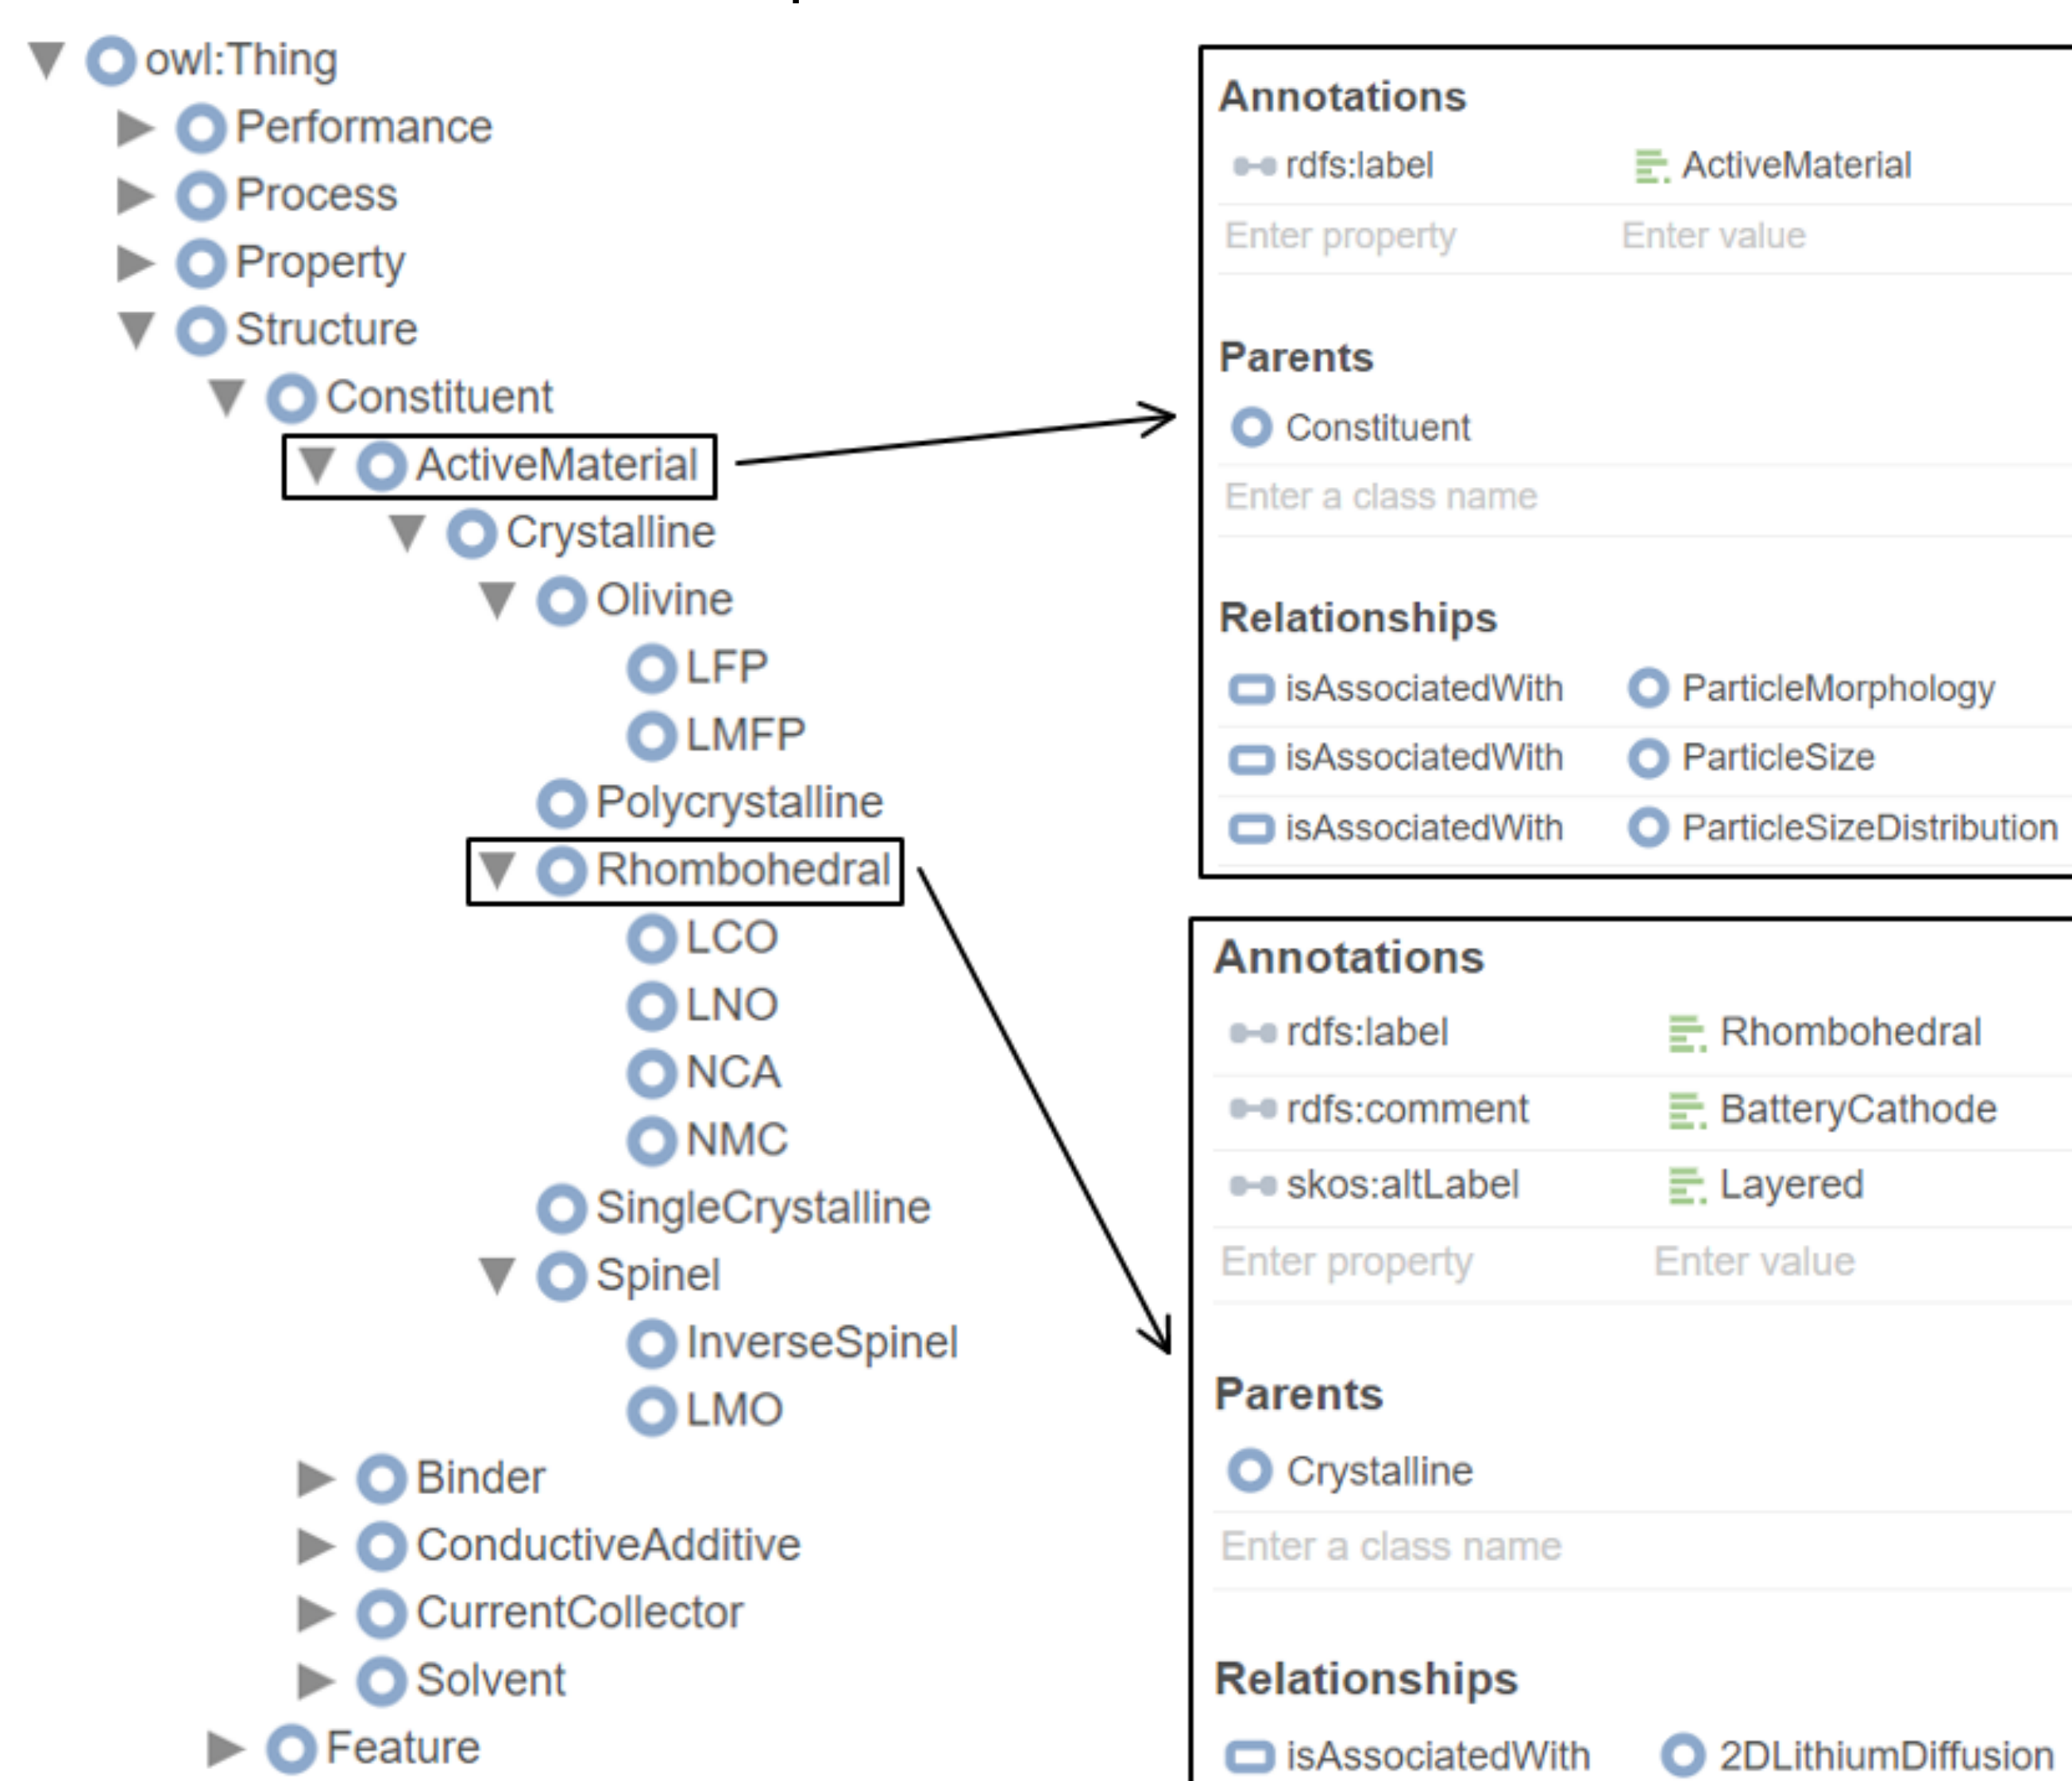 owl:Thing
Performance
Process
Property
Structure
Constituent
ActiveMaterial
Crystalline
Olivine
LFP
LMFP
Polycrystalline
Rhombohedral
LCO
LNO
NCA
NMC
SingleCrystalline
Spinel
InverseSpinel
LMO
Binder
ConductiveAdditive
CurrentCollector
Solvent
Feature
Annotations
rdfs:label ActiveMaterial
Enter property Enter value
Parents
Constituent
Enter a class name
Relationships
isAssociatedWith ParticleMorphology
isAssociatedWith ParticleSize
isAssociatedWith ParticleSizeDistribution
Annotations
rdfs:label Rhombohedral
rdfs:comment BatteryCathode
skos:altLabel Layered
Enter property Enter value
Parents
Crystalline
Enter a class name
Relationships
isAssociatedWith 2DLithiumDiffusion